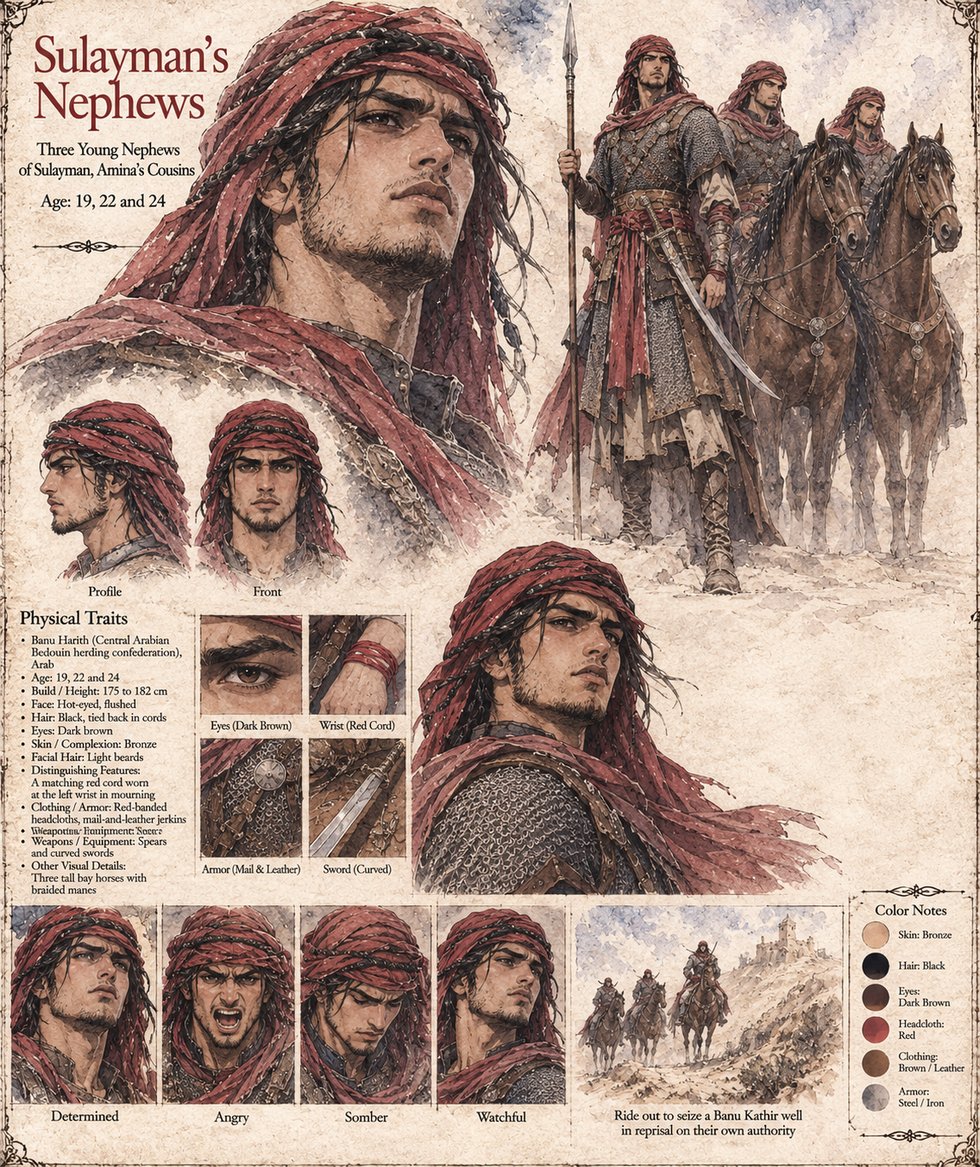 Sulayman's
Nephews
Three Young Nephews
of Sulayman, Amina's Cousins
Age: 19, 22 and 24
Profile
Front
Physical Traits
• Banu Harith (Central Arabian
Bedouin herding confederation),
Arab
• Age: 19, 22 and 24
• Build / Height: 175 to 182 cm
• Face: Hot-eyed, flushed
• Hair: Black, tied back in cords
• Eyes: Dark brown
• Skin / Complexion: Bronze
• Facial Hair: Light beards
• Distinguishing Features:
A matching red cord worn
at the left wrist in mourning
• Clothing / Armor: Red-banded
headcloths, mail-and-leather jerkins
• Weapons / Equipment: Spears
and curved swords
• Other Visual Details:
Three tall bay horses with
braided manes
Eyes (Dark Brown)
Wrist (Red Cord)
Armor (Mail & Leather)
Sword (Curved)
Determined
Angry
Somber
Watchful
Ride out to seize a Banu Kathir well
in reprisal on their own authority
Color Notes
Skin: Bronze
Hair: Black
Eyes:
Dark Brown
Headcloth:
Red
Clothing:
Brown / Leather
Armor:
Steel / Iron